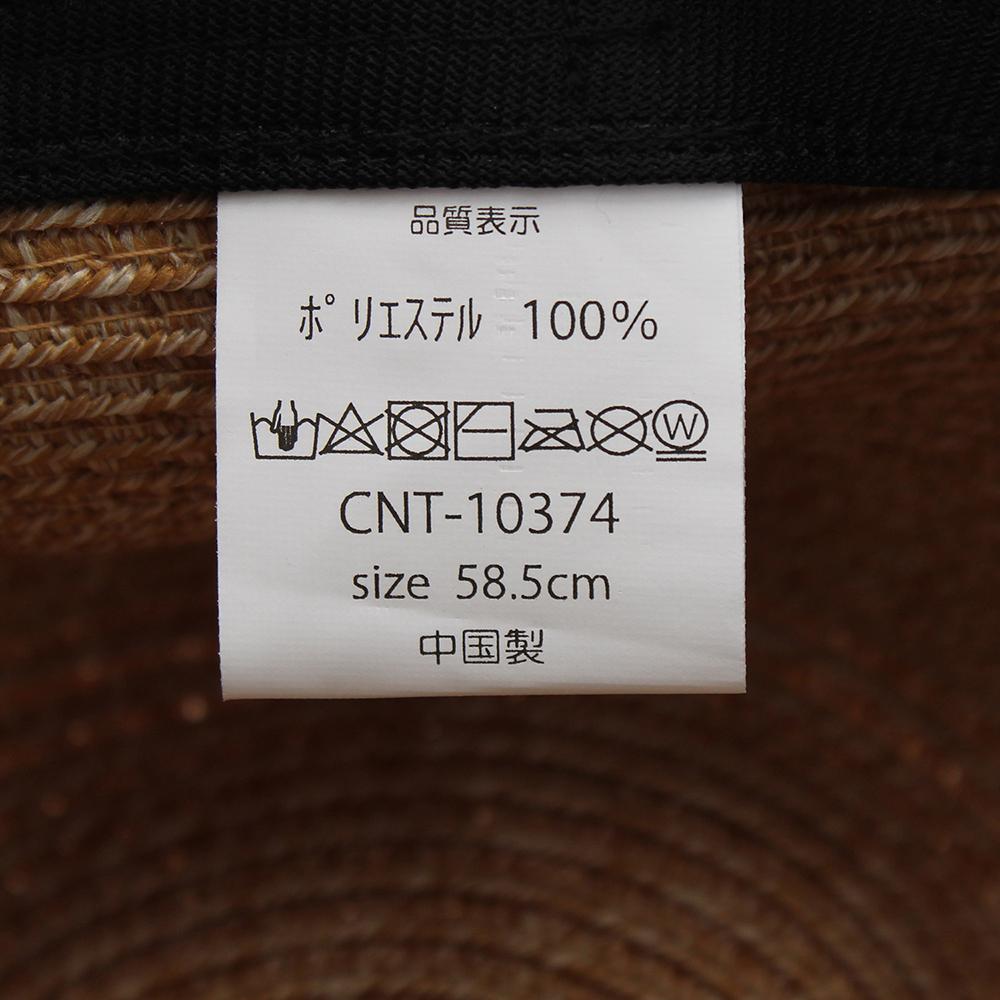 品質表示
ポリエステル 100%
W
CNT-10374
size 58.5cm
中国製